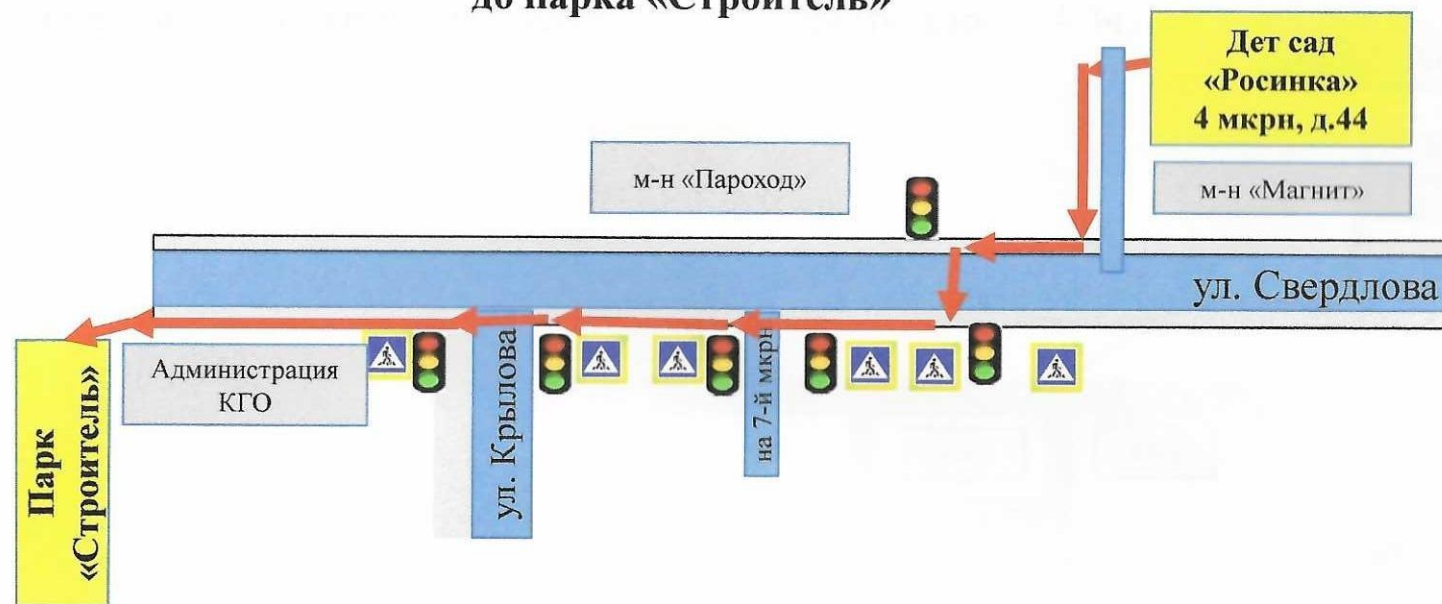 до парка «Строитель»
Дет сад
«Росинка»
4 мкрн, д.44
м-н «Пароход»
м-н «Магнит»
ул. Свердлова
Администрация
КГО
ул. Крылова
на 7-й мкрн
Парк
«Строитель»